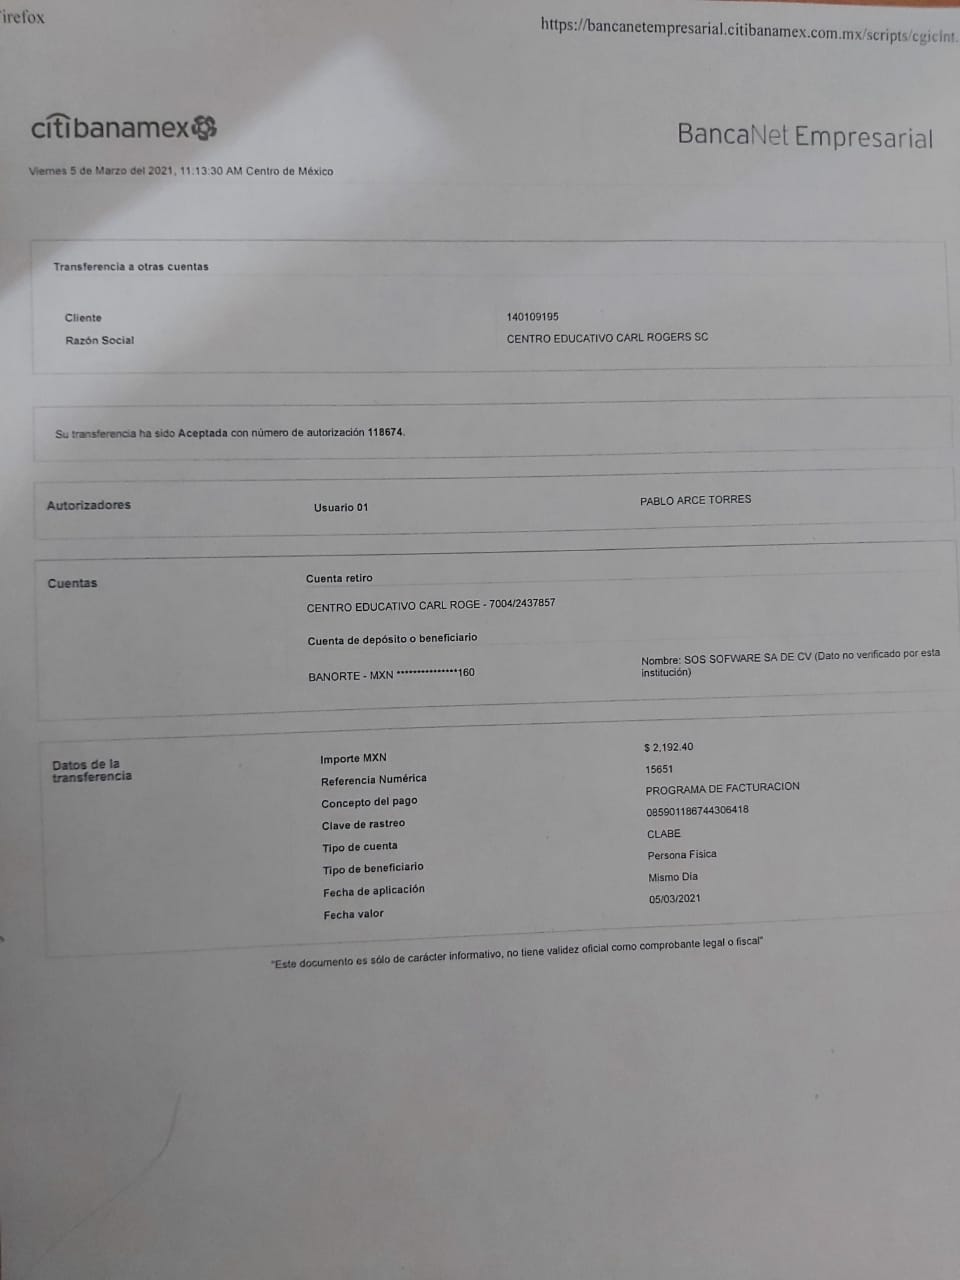 irefox
https://bancanetempresarial.citibanamex.com.mx/scripts/cgiclnt.
citibanamex
BancaNet Empresarial
Viernes 5 de Marzo del 2021, 11:13:30 AM Centro de México
Transferencia a otras cuentas
Cliente 140109195
Razón Social CENTRO EDUCATIVO CARL ROGERS SC
Su transferencia ha sido Aceptada con número de autorización 118674.
Autorizadores Usuario 01 PABLO ARCE TORRES
Cuentas Cuenta retiro
CENTRO EDUCATIVO CARL ROGE - 7004/2437857
Cuenta de depósito o beneficiario
BANORTE - MXN ***************160 Nombre: SOS SOFWARE SA DE CV (Dato no verificado por esta
institución)
Datos de la
transferencia
Importe MXN $ 2,192.40
Referencia Numérica 15651
Concepto del pago PROGRAMA DE FACTURACION
Clave de rastreo 085901186744306418
Tipo de cuenta CLABE
Tipo de beneficiario Persona Física
Fecha de aplicación Mismo Dia
Fecha valor 05/03/2021
"Este documento es sólo de carácter informativo, no tiene validez oficial como comprobante legal o fiscal"